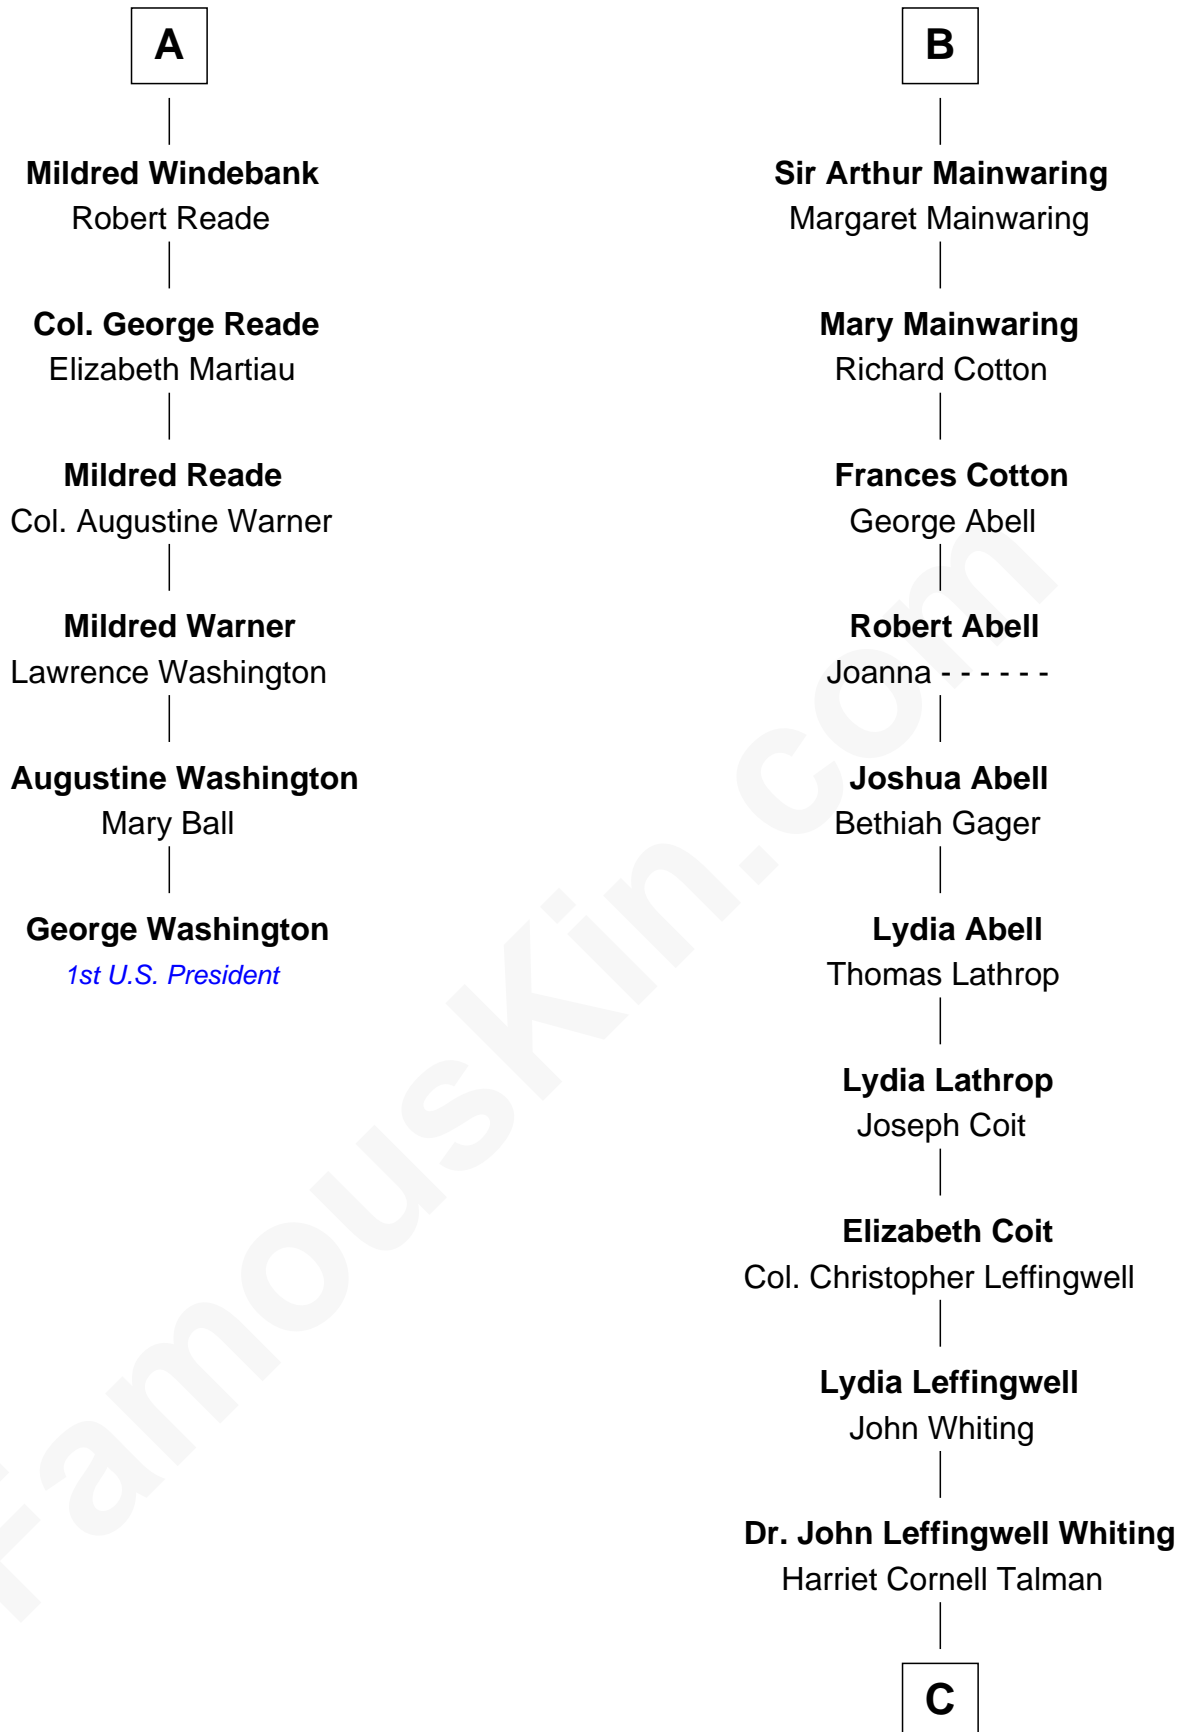 A
Mildred Windebank
Robert Reade
Col. George Reade
Elizabeth Martiau
Mildred Reade
Col. Augustine Warner
Mildred Warner
Lawrence Washington
Augustine Washington
Mary Ball
George Washington
1st U.S. President
B
Sir Arthur Mainwaring
Margaret Mainwaring
Mary Mainwaring
Richard Cotton
Frances Cotton
George Abell
Robert Abell
Joanna - - - - - -
Joshua Abell
Bethiah Gager
Lydia Abell
Thomas Lathrop
Lydia Lathrop
Joseph Coit
Elizabeth Coit
Col. Christopher Leffingwell
Lydia Leffingwell
John Whiting
Dr. John Leffingwell Whiting
Harriet Cornell Talman
C
FamousKin.com